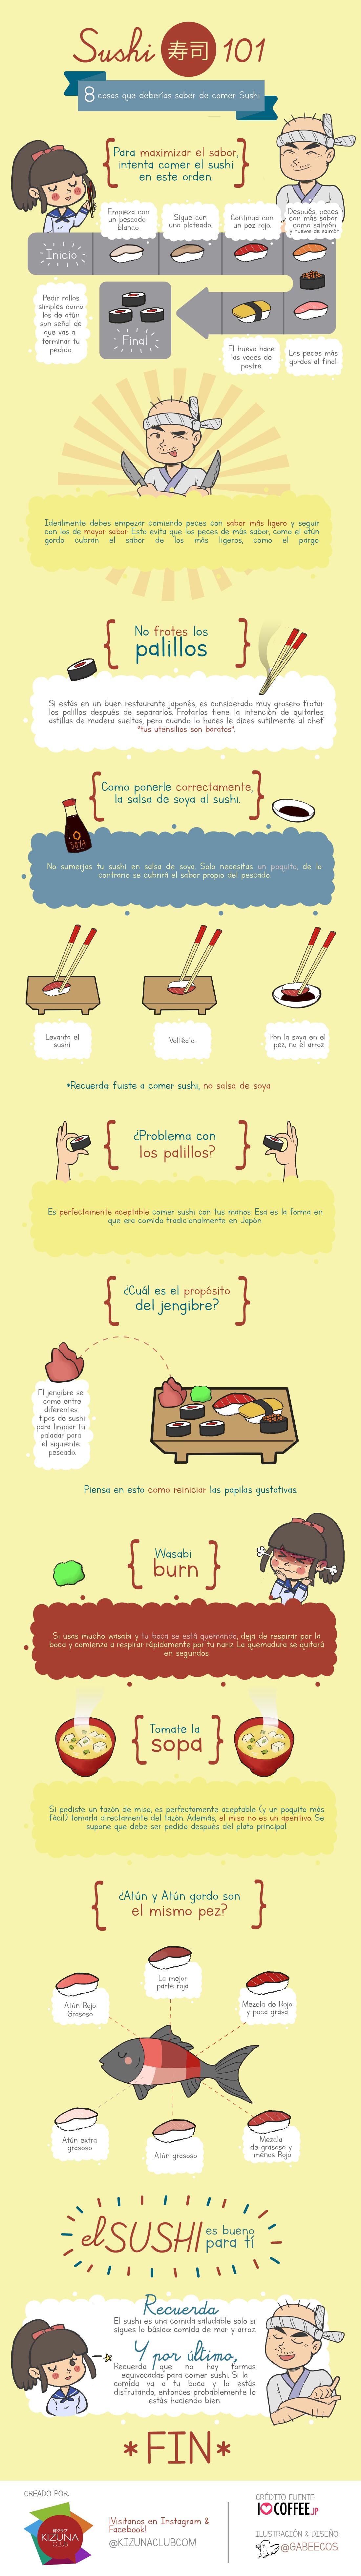 Sushi 寿司 101
8 cosas que deberías saber de comer Sushi
Para maximizar el sabor,
intenta comer el sushi
en este orden.
Inicio
Empieza con
un pescado
blanco.
Sigue con
uno plateado.
Continua con
un pez rojo.
Después, peces
con más sabor
como salmón
y huevos de salmón.
Los peces más
gordos al final.
El huevo hace
las veces de
postre.
Final
Pedir rollos
simples como
los de atún
son señal de
que vas a
terminar tu
pedido.
Idealmente debes empezar comiendo peces con sabor más ligero y seguir
con los de mayor sabor. Esto evita que los peces de más sabor, como el atún
gordo cubran el sabor de los más ligeros, como el pargo.
No frotes los
palillos
Si estás en un buen restaurante japonés, es considerado muy grosero frotar
los palillos después de separarlos. Frotarlos tiene la intención de quitarles
astillas de madera sueltas, pero cuando lo haces le dices sutilmente al chef
"tus utensilios son baratos".
Como ponerle correctamente,
la salsa de soya al sushi.
SOYA
No sumerjas tu sushi en salsa de soya. Solo necesitas un poquito, de lo
contrario se cubrirá el sabor propio del pescado.
Levanta el
sushi.
Voltéalo.
Pon la soya en el
pez, no el arroz
*Recuerda: fuiste a comer sushi, no salsa de soya
¿Problema con
los palillos?
Es perfectamente aceptable comer sushi con tus manos. Esa es la forma en
que era comido tradicionalmente en Japón.
¿Cuál es el propósito
del jengibre?
El jengibre se
come entre
diferentes
tipos de sushi
para limpiar tu
paladar para
el siguiente
pescado.
Piensa en esto como reiniciar las papilas gustativas.
Wasabi
burn
Si usas mucho wasabi y tu boca se está quemando, deja de respirar por la
boca y comienza a respirar rápidamente por tu nariz. La quemadura se quitará
en segundos.
Tomate la
sopa
Si pediste un tazón de miso, es perfectamente aceptable (y un poquito más
fácil) tomarla directamente del tazón. Además, el miso no es un aperitivo. Se
supone que debe ser pedido después del plato principal.
¿Atún y Atún gordo son
el mismo pez?
La mejor
parte roja
Atún Rojo
Grasoso
Mezcla de Rojo
y poca grasa
Atún extra
grasoso
Atún grasoso
Mezcla
de grasoso y
menos Rojo
el SUSHI es bueno
para tí
Recuerda
El sushi es una comida saludable solo si
sigues lo básico: comida de mar y arroz.
Y por último,
Recuerda que no hay formas
equivocadas para comer sushi. Si la
comida va a tu boca y lo estás
disfrutando, entonces probablemente lo
estás haciendo bien.
*FIN*
CREADO POR:
KIZUNA
CLUB
¡Visitanos en Instagram &
Facebook!
@KIZUNACLUBCOM
CRÉDITO FUENTE
I COFFEE.JP
ILUSTRACIÓN & DISEÑO
@GABEECOS